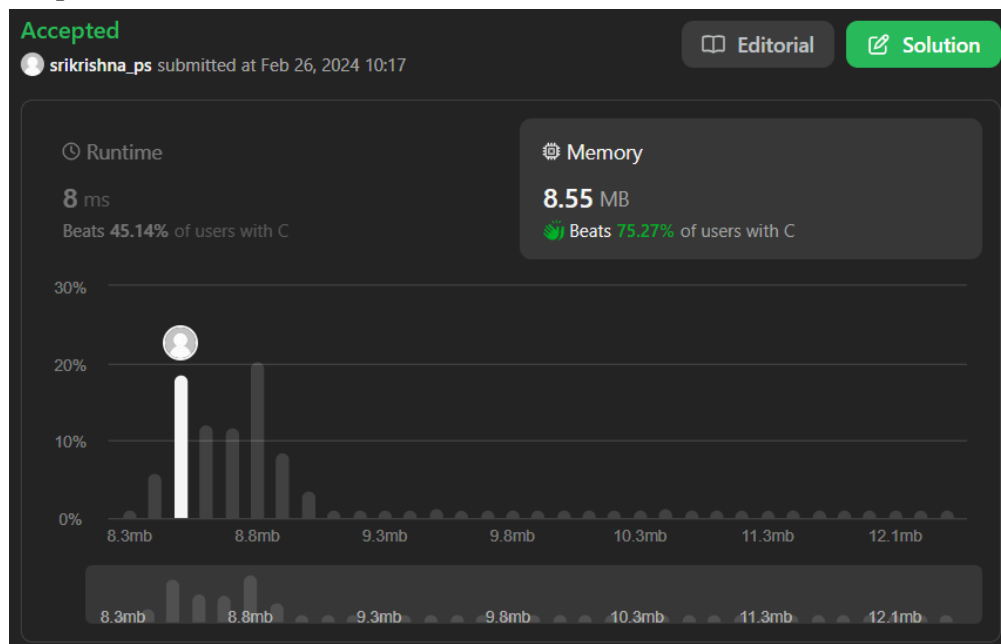 Accepted
Editorial
Solution
srikrishna_ps submitted at Feb 26, 2024 10:17
Runtime
8 ms
Beats 45.14% of users with C
Memory
8.55 MB
Beats 75.27% of users with C
30%
20%
10%
0%
8.3mb 8.8mb 9.3mb 9.8mb 10.3mb 11.3mb 12.1mb
8.3mb 8.8mb 9.3mb 9.8mb 10.3mb 11.3mb 12.1mb